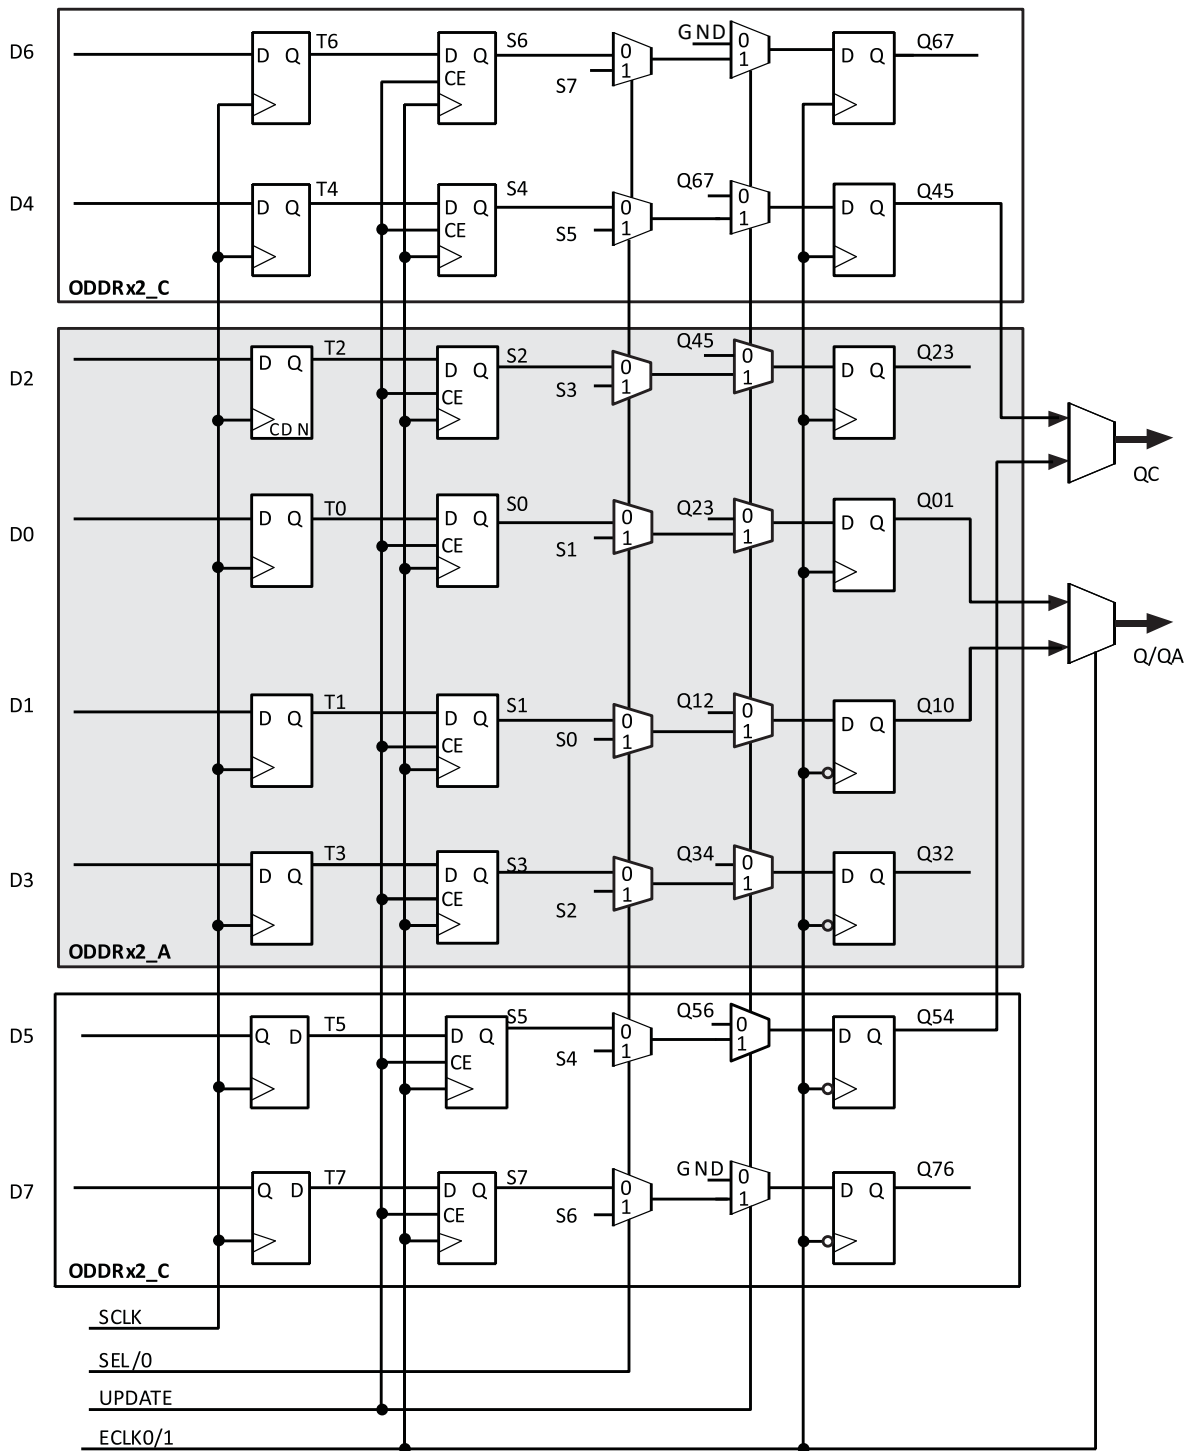 D6
D Q
T6
D Q
CE
S6
S7
0
1
GND
0
1
D Q
Q67
D4
D Q
T4
D Q
CE
S4
S5
0
1
Q67
0
1
D Q
Q45
ODDRx2_C
D2
D Q
CDN
T2
D Q
CE
S2
S3
0
1
Q45
0
1
D Q
Q23
QC
D0
D Q
T0
D Q
CE
S0
S1
0
1
Q23
0
1
D Q
Q01
Q/QA
D1
D Q
T1
D Q
CE
S1
S0
0
1
Q12
0
1
D Q
Q10
D3
D Q
T3
D Q
CE
S3
S2
0
1
Q34
0
1
D Q
Q32
ODDRx2_A
D5
Q D
T5
D Q
CE
S5
S4
0
1
Q56
0
1
D Q
Q54
D7
Q D
T7
D Q
CE
S7
S6
0
1
GND
0
1
D Q
Q76
ODDRx2_C
SCLK
SEL/0
UPDATE
ECLK0/1